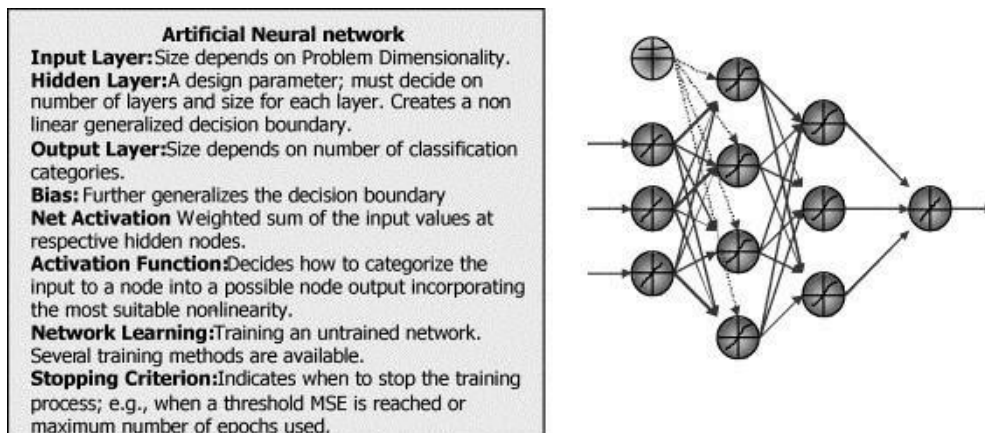 Artificial Neural network
Input Layer:Size depends on Problem Dimensionality.
Hidden Layer:A design parameter; must decide on
number of layers and size for each layer. Creates a non
linear generalized decision boundary.
Output Layer:Size depends on number of classification
categories.
Bias: Further generalizes the decision boundary
Net Activation Weighted sum of the input values at
respective hidden nodes.
Activation Function:Decides how to categorize the
input to a node into a possible node output incorporating
the most suitable nonlinearity.
Network Learning:Training an untrained network.
Several training methods are available.
Stopping Criterion:Indicates when to stop the training
process; e.g., when a threshold MSE is reached or
maximum number of epochs used.